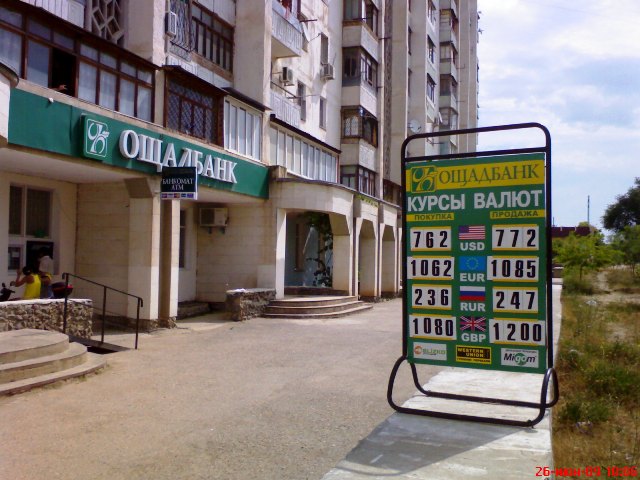 ОЩАДБАНК
БАНКОМАТ
ATM
ОЩАДБАНК
КУРСЫ ВАЛЮТ
ПОКУПКА ПРОДАЖА
762 USD 772
1062 EUR 1085
236 RUR 247
1080 GBP 1200
WESTERN
UNION
Migom